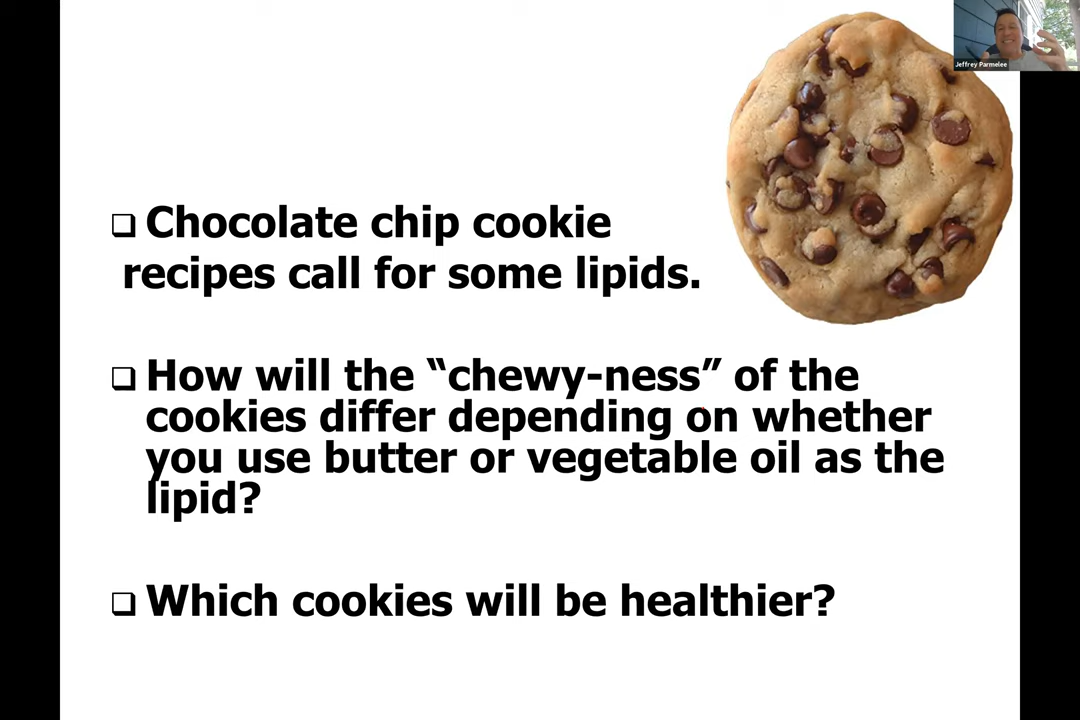 Jeffrey Parmelee
❑ Chocolate chip cookie
recipes call for some lipids.
❑ How will the “chewy-ness” of the
cookies differ depending on whether
you use butter or vegetable oil as the
lipid?
❑ Which cookies will be healthier?